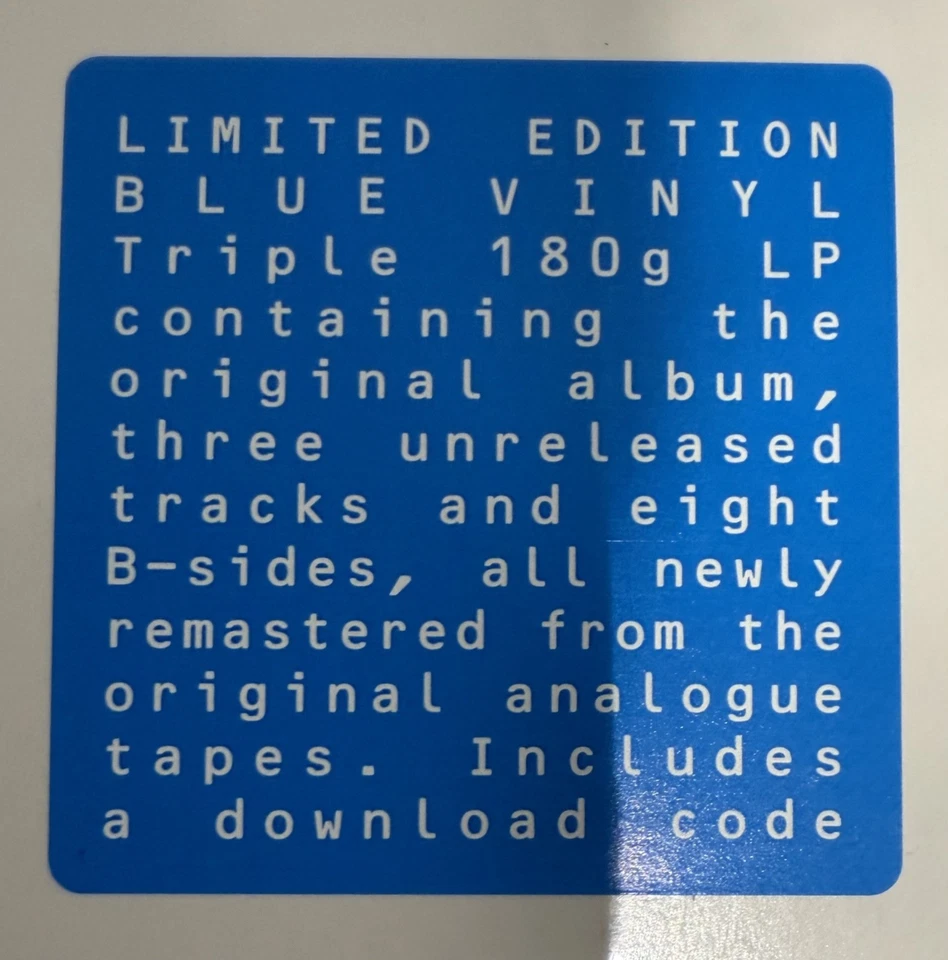 LIMITED EDITION
BLUE VINYL
Triple 180g LP
containing the
original album,
three unreleased
tracks and eight
B-sides, all newly
remastered from the
original analogue
tapes. Includes
a download code